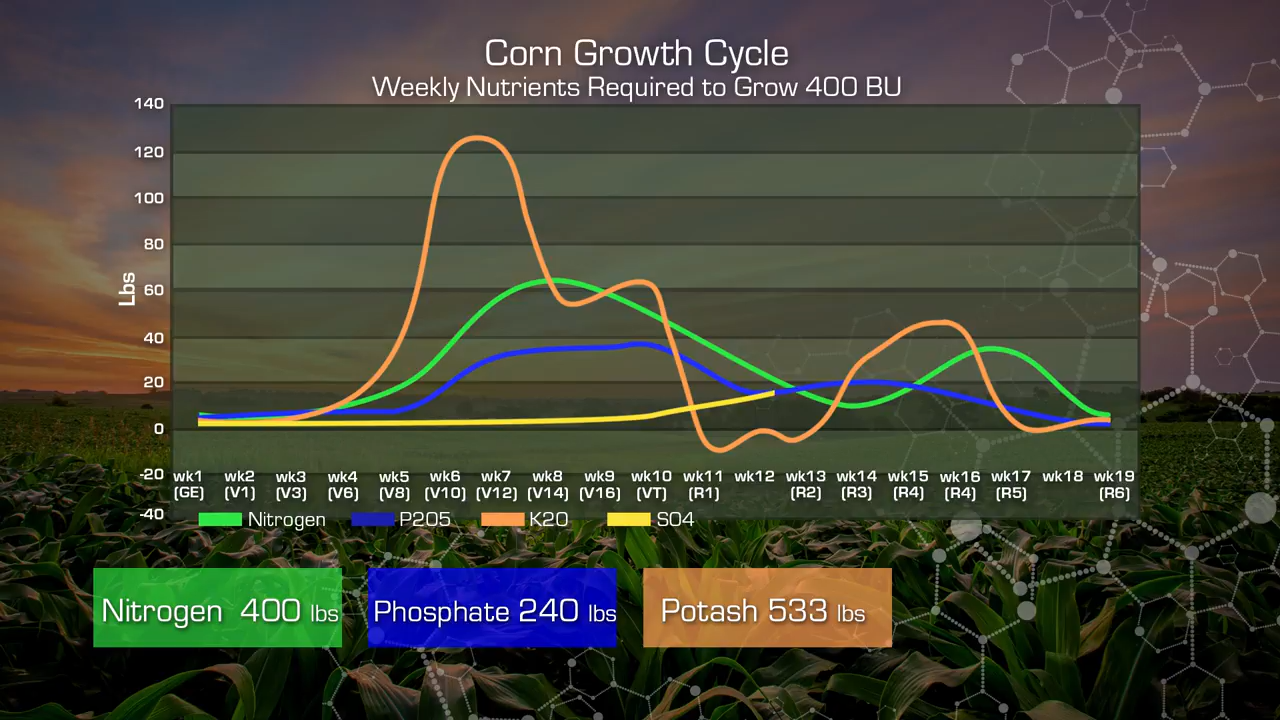 Corn Growth Cycle
Weekly Nutrients Required to Grow 400 BU
140
120
100
80
60
40
20
0
-20
-40
Lbs
wk1 wk2 wk3 wk4 wk5 wk6 wk7 wk8 wk9 wk10 wk11 wk12 wk13 wk14 wk15 wk16 wk17 wk18 wk19
(GE) (V1) (V3) (V6) (V8) (V10) (V12) (V14) (V16) (VT) (R1) (R2) (R3) (R4) (R4) (R5) (R6)
Nitrogen P205 K20 SO4
Nitrogen 400 lbs Phosphate 240 lbs Potash 533 lbs